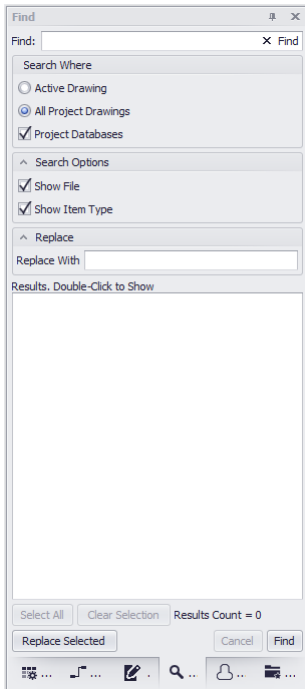 Find
Find: Find
Search Where
Active Drawing
All Project Drawings
Project Databases
Search Options
Show File
Show Item Type
Replace
Replace With
Results. Double-Click to Show
Select All Clear Selection Results Count = 0
Replace Selected Cancel Find
... ... . ... ... ...